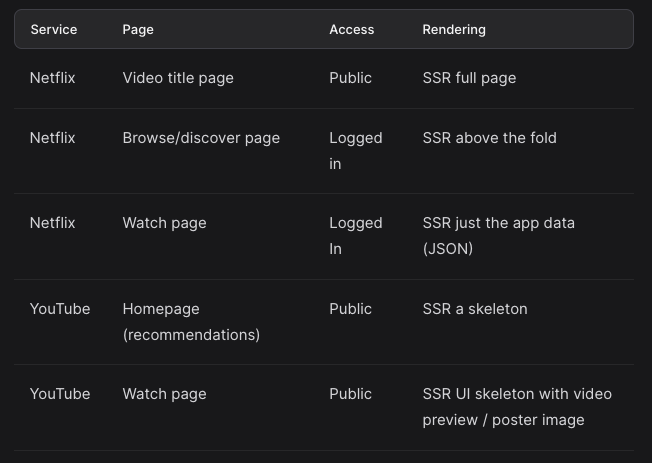 Service Page Access Rendering
Netflix Video title page Public SSR full page
Netflix Browse/discover page Logged SSR above the fold
in
Netflix Watch page Logged SSR just the app data
In (JSON)
YouTube Homepage Public SSR a skeleton
(recommendations)
YouTube Watch page Public SSR UI skeleton with video
preview / poster image